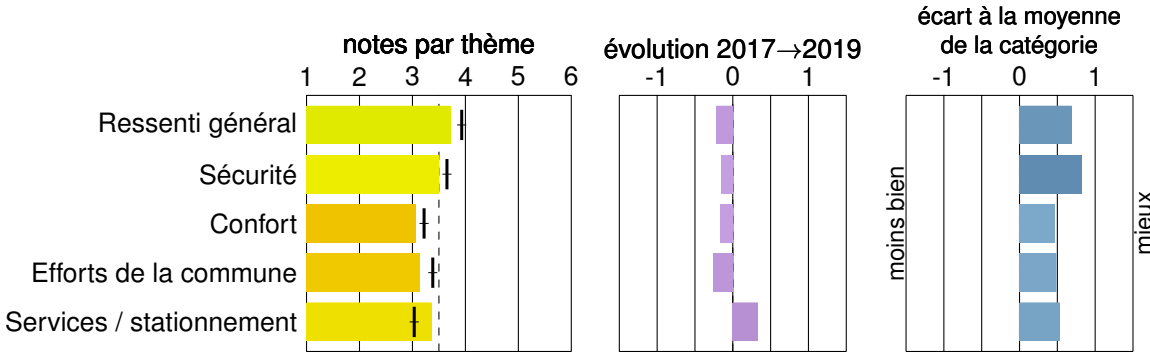 notes par thème
1 2 3 4 5 6
évolution 2017→2019
-1 0 1
écart à la moyenne
de la catégorie
-1 0 1
Ressenti général
Sécurité
Confort
Efforts de la commune
Services / stationnement
moins bien
mieux